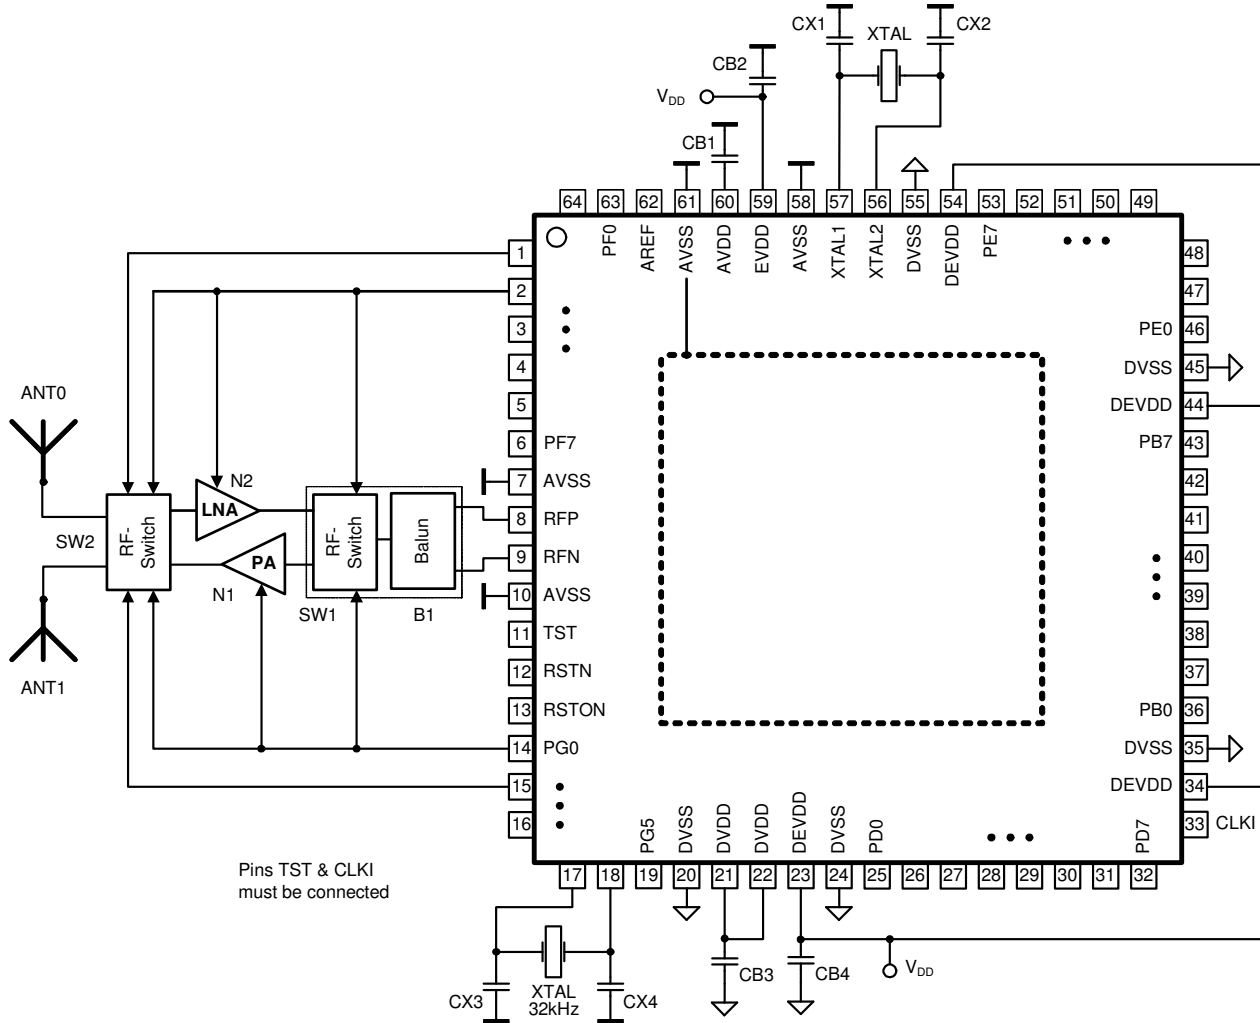 CX1
XTAL
CX2
CB2
VDD
CB1
64 63 62 61 60 59 58 57 56 55 54 53 52 51 50 49
PF0
AREF
AVSS
AVDD
EVDD
AVSS
XTAL1
XTAL2
DVSS
DEVDD
PE7
1
48
2
47
3
PE0 46
4
DVSS 45
ANT0
5
DEVDD 44
6 PF7
PB7 43
N2
7 AVSS
42
LNA
8 RFP
41
SW2
RF-
Switch
RF-
Switch
Balun
PA
9 RFN
40
N1
SW1
B1
10 AVSS
39
11 TST
38
ANT1
12 RSTN
37
13 RSTON
PB0 36
14 PG0
DVSS 35
15
DEVDD 34
16
33 CLKI
PG5
DVSS
DVDD
DVDD
DEVDD
DVSS
PD0
PD7
Pins TST & CLKI
must be connected
17 18 19 20 21 22 23 24 25 26 27 28 29 30 31 32
CB3
CB4
VDD
CX3
XTAL
32kHz
CX4